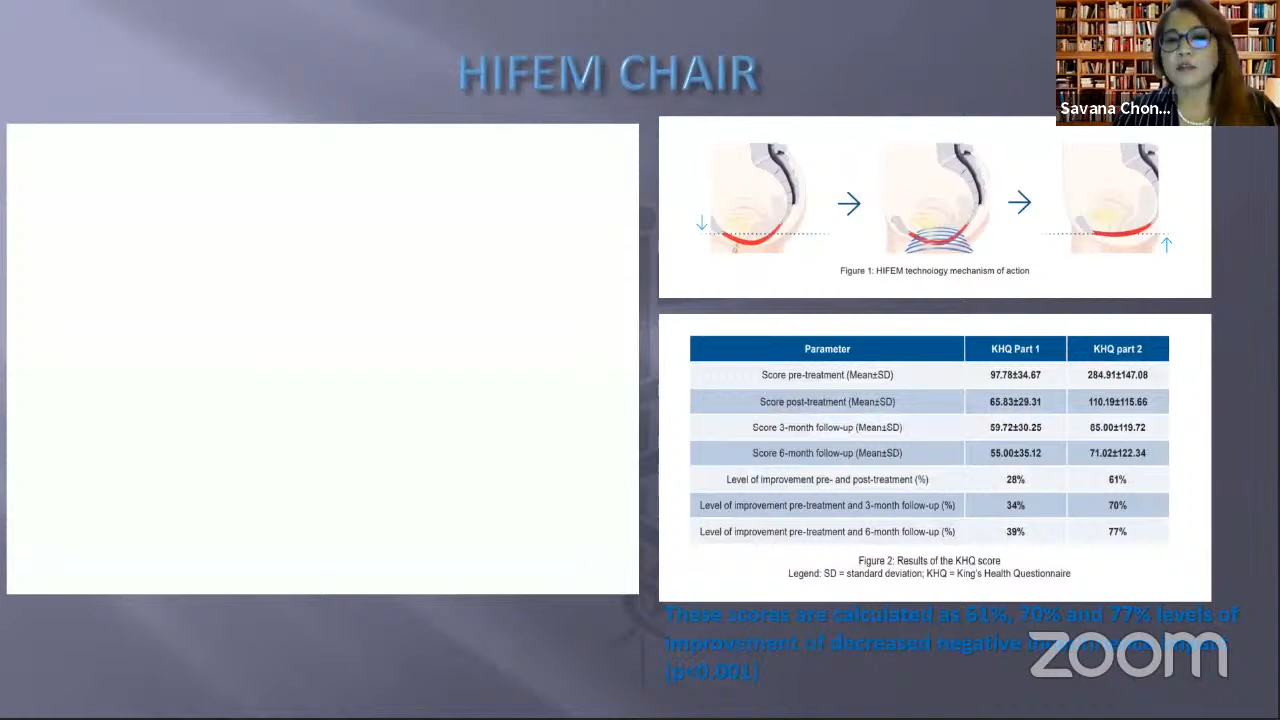 HIFEM CHAIR
Savana Chon...
Figure 1: HIFEM technology mechanism of action
Parameter KHQ Part 1 KHQ part 2
Score pre-treatment (Mean±SD) 97.78±34.67 284.91±147.08
Score post-treatment (Mean±SD) 65.83±29.31 110.19±115.66
Score 3-month follow-up (Mean±SD) 59.72±30.25 85.00±119.72
Score 6-month follow-up (Mean±SD) 55.00±35.12 71.02±122.34
Level of improvement pre- and post-treatment (%) 28% 61%
Level of improvement pre-treatment and 3-month follow-up (%) 34% 70%
Level of improvement pre-treatment and 6-month follow-up (%) 39% 77%
Figure 2: Results of the KHQ score
Legend: SD = standard deviation; KHQ = King's Health Questionnaire
These scores are calculated as 61%, 70% and 77% levels of
improvement of decreased negative
(p<0.001)
zoom